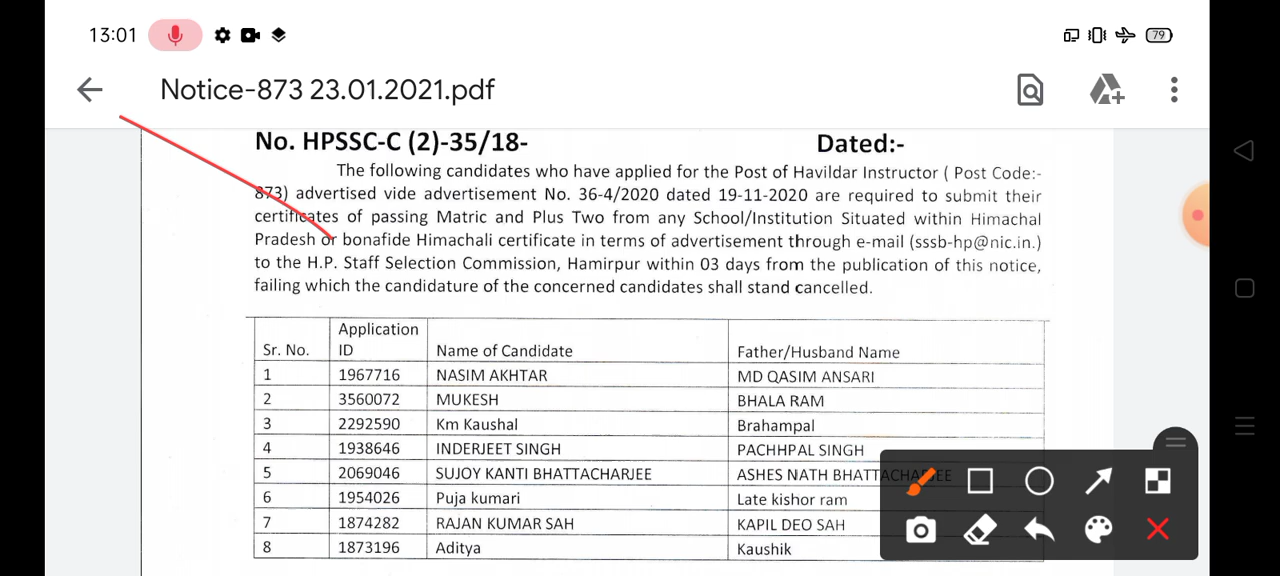 13:01
79
Notice-873 23.01.2021.pdf
No. HPSSC-C (2)-35/18- Dated:-
The following candidates who have applied for the Post of Havildar Instructor ( Post Code:-
873) advertised vide advertisement No. 36-4/2020 dated 19-11-2020 are required to submit their
certificates of passing Matric and Plus Two from any School/Institution Situated within Himachal
Pradesh or bonafide Himachali certificate in terms of advertisement through e-mail (sssb-hp@nic.in.)
to the H.P. Staff Selection Commission, Hamirpur within 03 days from the publication of this notice,
failing which the candidature of the concerned candidates shall stand cancelled.
Sr. No. Application ID Name of Candidate Father/Husband Name
1 1967716 NASIM AKHTAR MD QASIM ANSARI
2 3560072 MUKESH BHALA RAM
3 2292590 Km Kaushal Brahampal
4 1938646 INDERJEET SINGH PACHHPAL SINGH
5 2069046 SUJOY KANTI BHATTACHARJEE ASHES NATH BHATTACHARJEE
6 1954026 Puja kumari Late kishor ram
7 1874282 RAJAN KUMAR SAH KAPIL DEO SAH
8 1873196 Aditya Kaushik